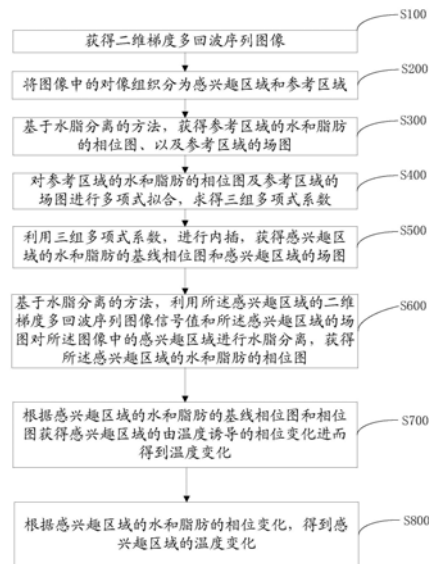 S100
获得二维梯度多回波序列图像
S200
将图像中的对像组织分为感兴趣区域和参考区域
S300
基于水脂分离的方法，获得参考区域的水和脂肪
的相位图、以及参考区域的场图
S400
对参考区域的水和脂肪的相位图及参考区域的
场图进行多项式拟合，求得三组多项式系数
S500
利用三组多项式系数，进行内插，获得感兴趣区
域的水和脂肪的基线相位图和感兴趣区域的场图
S600
基于水脂分离的方法，利用所述感兴趣区域的二维
梯度多回波序列图像信号值和所述感兴趣区域的场
图对所述图像中的感兴趣区域进行水脂分离，获得
所述感兴趣区域的水和脂肪的相位图
S700
根据感兴趣区域的水和脂肪的基线相位图和相位
图获得感兴趣区域的由温度诱导的相位变化进而
得到温度变化
S800
根据感兴趣区域的水和脂肪的相位变化，得到感
兴趣区域的温度变化